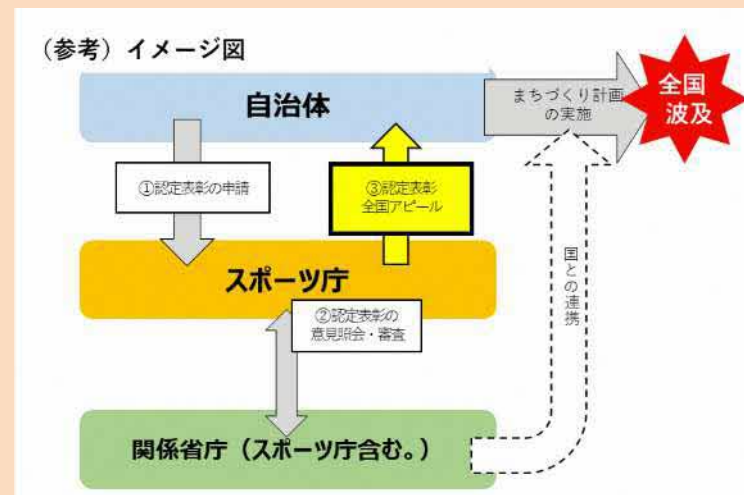 （参考）イメージ図
自治体
まちづくり計画
の実施
全国
波及
①認定表彰の申請
③認定表彰
全国アピール
スポーツ庁
②認定表彰の
意見照会・審査
国との連携
関係省庁（スポーツ庁含む。）